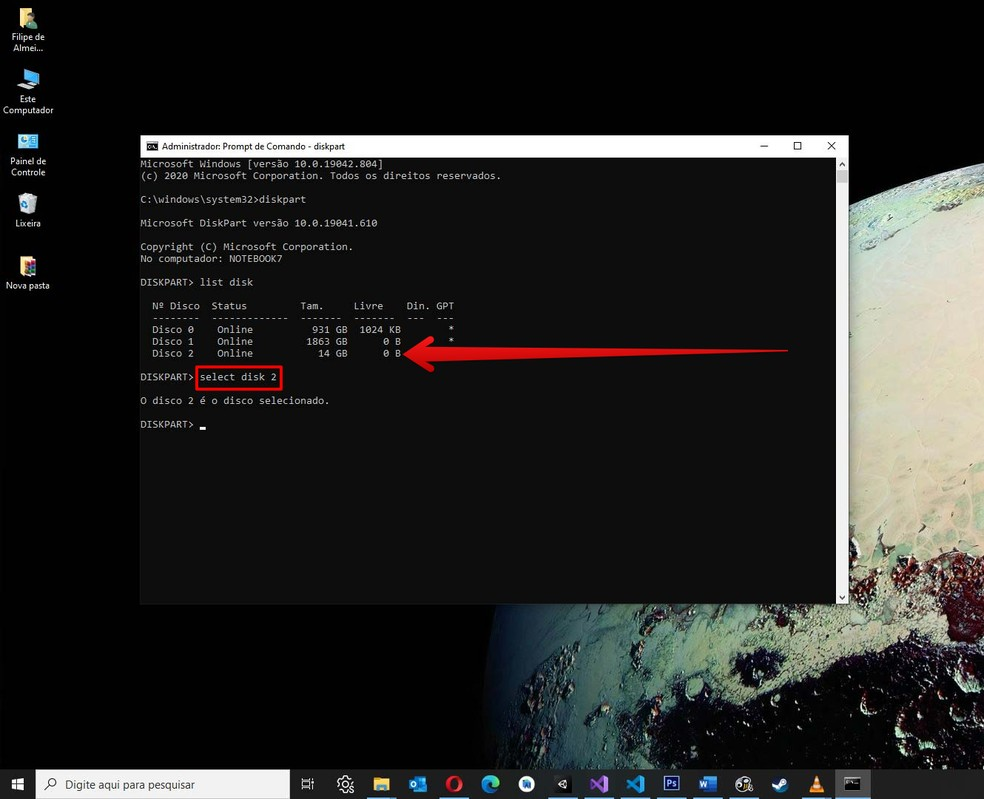 Filipe de
Almei...
Este
Computador
Painel de
Controle
Lixeira
Nova pasta
Administrador: Prompt de Comando - diskpart
Microsoft Windows [versão 10.0.19042.804]
(c) 2020 Microsoft Corporation. Todos os direitos reservados.
C:\windows\system32>diskpart
Microsoft DiskPart versão 10.0.19041.610
Copyright (C) Microsoft Corporation.
No computador: NOTEBOOK7
DISKPART> list disk
Nº Disco  Status         Tam.     Livre    Din.  GPT
--------  -------------  -------  -------  ---  ---
Disco 0    Online          931 GB  1024 KB        *
Disco 1    Online         1863 GB      0 B        *
Disco 2    Online           14 GB      0 B
DISKPART> select disk 2
O disco 2 é o disco selecionado.
DISKPART>
Digite aqui para pesquisar